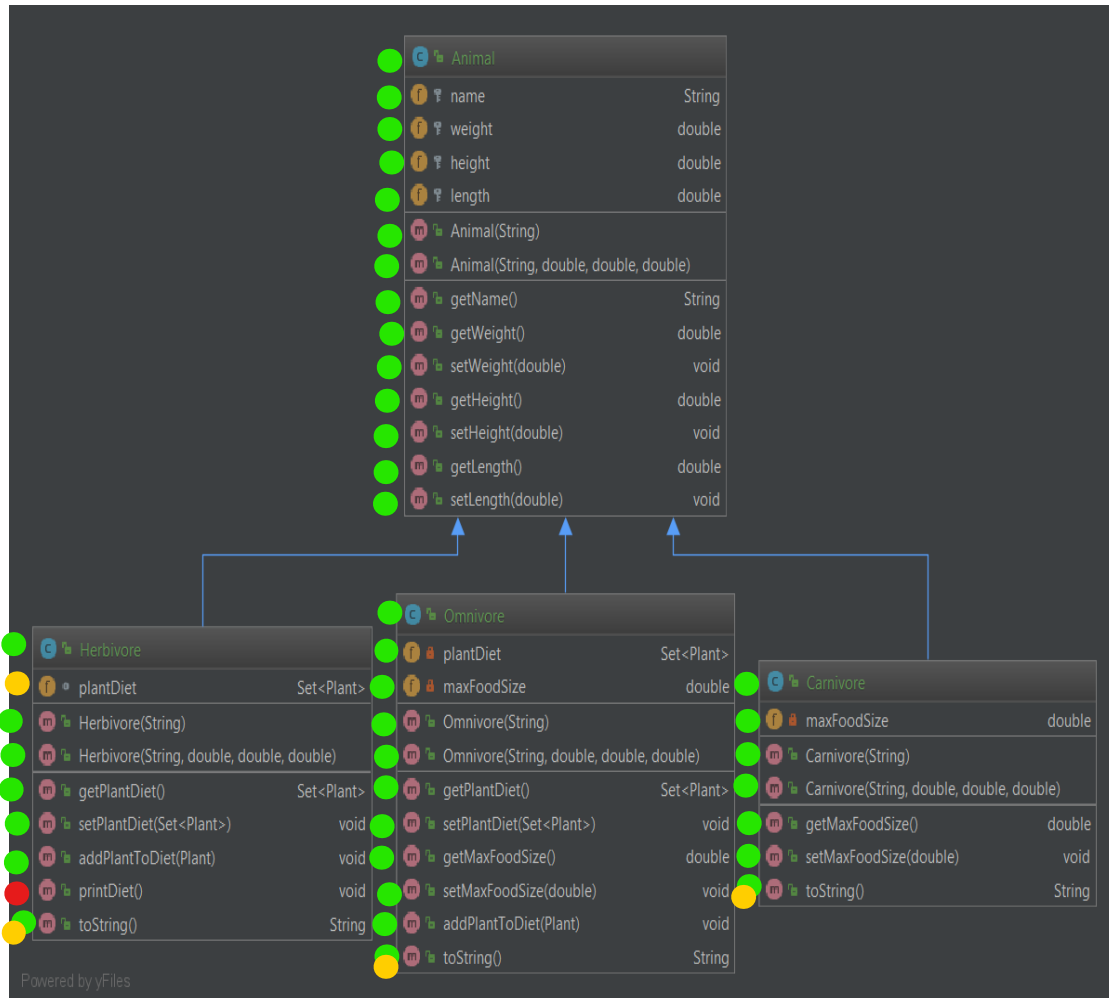 Animal
name String
weight double
height double
length double
Animal(String)
Animal(String, double, double, double)
getName() String
getWeight() double
setWeight(double) void
getHeight() double
setHeight(double) void
getLength() double
setLength(double) void
Herbivore
plantDiet Set<Plant>
Herbivore(String)
Herbivore(String, double, double, double)
getPlantDiet() Set<Plant>
setPlantDiet(Set<Plant>) void
addPlantToDiet(Plant) void
printDiet() void
toString() String
Omnivore
plantDiet Set<Plant>
maxFoodSize double
Omnivore(String)
Omnivore(String, double, double, double)
getPlantDiet() Set<Plant>
setPlantDiet(Set<Plant>) void
getMaxFoodSize() double
setMaxFoodSize(double) void
addPlantToDiet(Plant) void
toString() String
Carnivore
maxFoodSize double
Carnivore(String)
Carnivore(String, double, double, double)
getMaxFoodSize() double
setMaxFoodSize(double) void
toString() String
Powered by yFiles